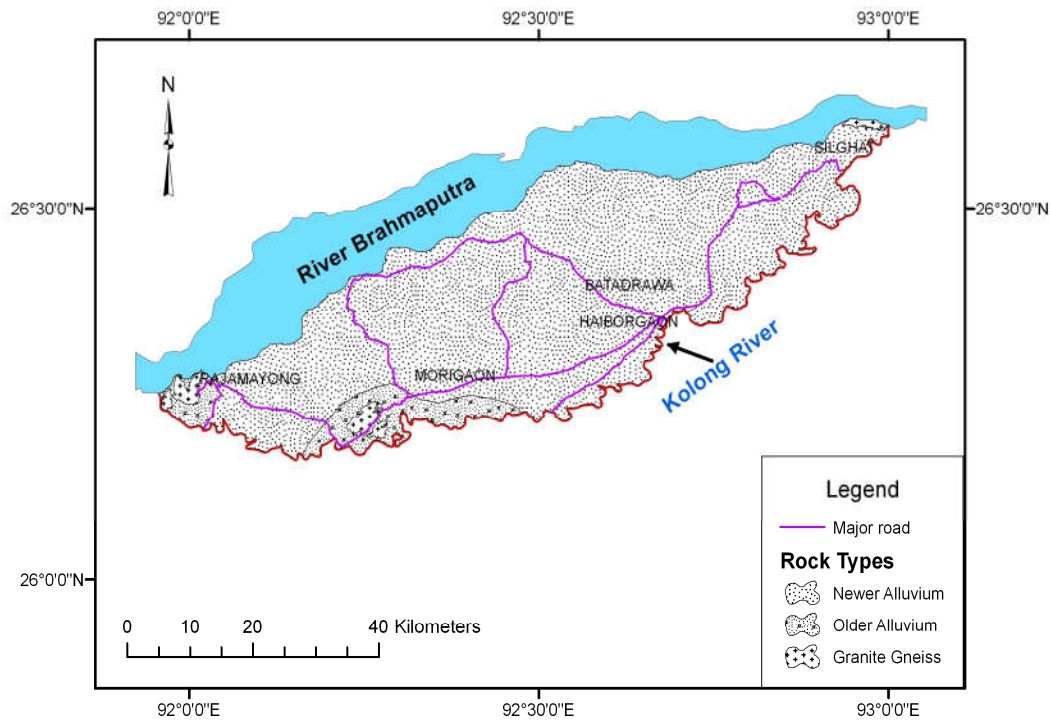 92°0'0"E 92°30'0"E 93°0'0"E
N
SILGHAT
26°30'0"N 26°30'0"N
River Brahmaputra
BATADRAWA
HAIBORGAON
Kolong River
RAJAMAYONG
MORIGAON
Legend
Major road
Rock Types
Newer Alluvium
Older Alluvium
Granite Gneiss
26°0'0"N
0 10 20 40 Kilometers
92°0'0"E 92°30'0"E 93°0'0"E